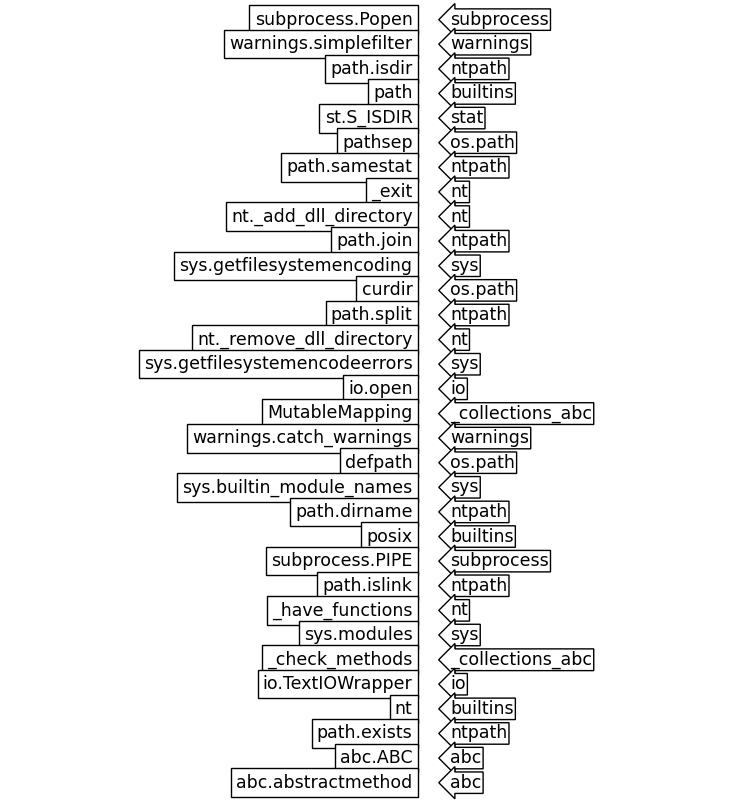 subprocess.Popen subprocess
warnings.simplefilter warnings
path.isdir ntpath
path builtins
st.S_ISDIR stat
pathsep os.path
path.samestat ntpath
_exit nt
nt._add_dll_directory nt
path.join ntpath
sys.getfilesystemencoding sys
curdir os.path
path.split ntpath
nt._remove_dll_directory nt
sys.getfilesystemencodeerrors sys
io.open io
MutableMapping _collections_abc
warnings.catch_warnings warnings
defpath os.path
sys.builtin_module_names sys
path.dirname ntpath
posix builtins
subprocess.PIPE subprocess
path.islink ntpath
_have_functions nt
sys.modules sys
_check_methods _collections_abc
io.TextIOWrapper io
nt builtins
path.exists ntpath
abc.ABC abc
abc.abstractmethod abc